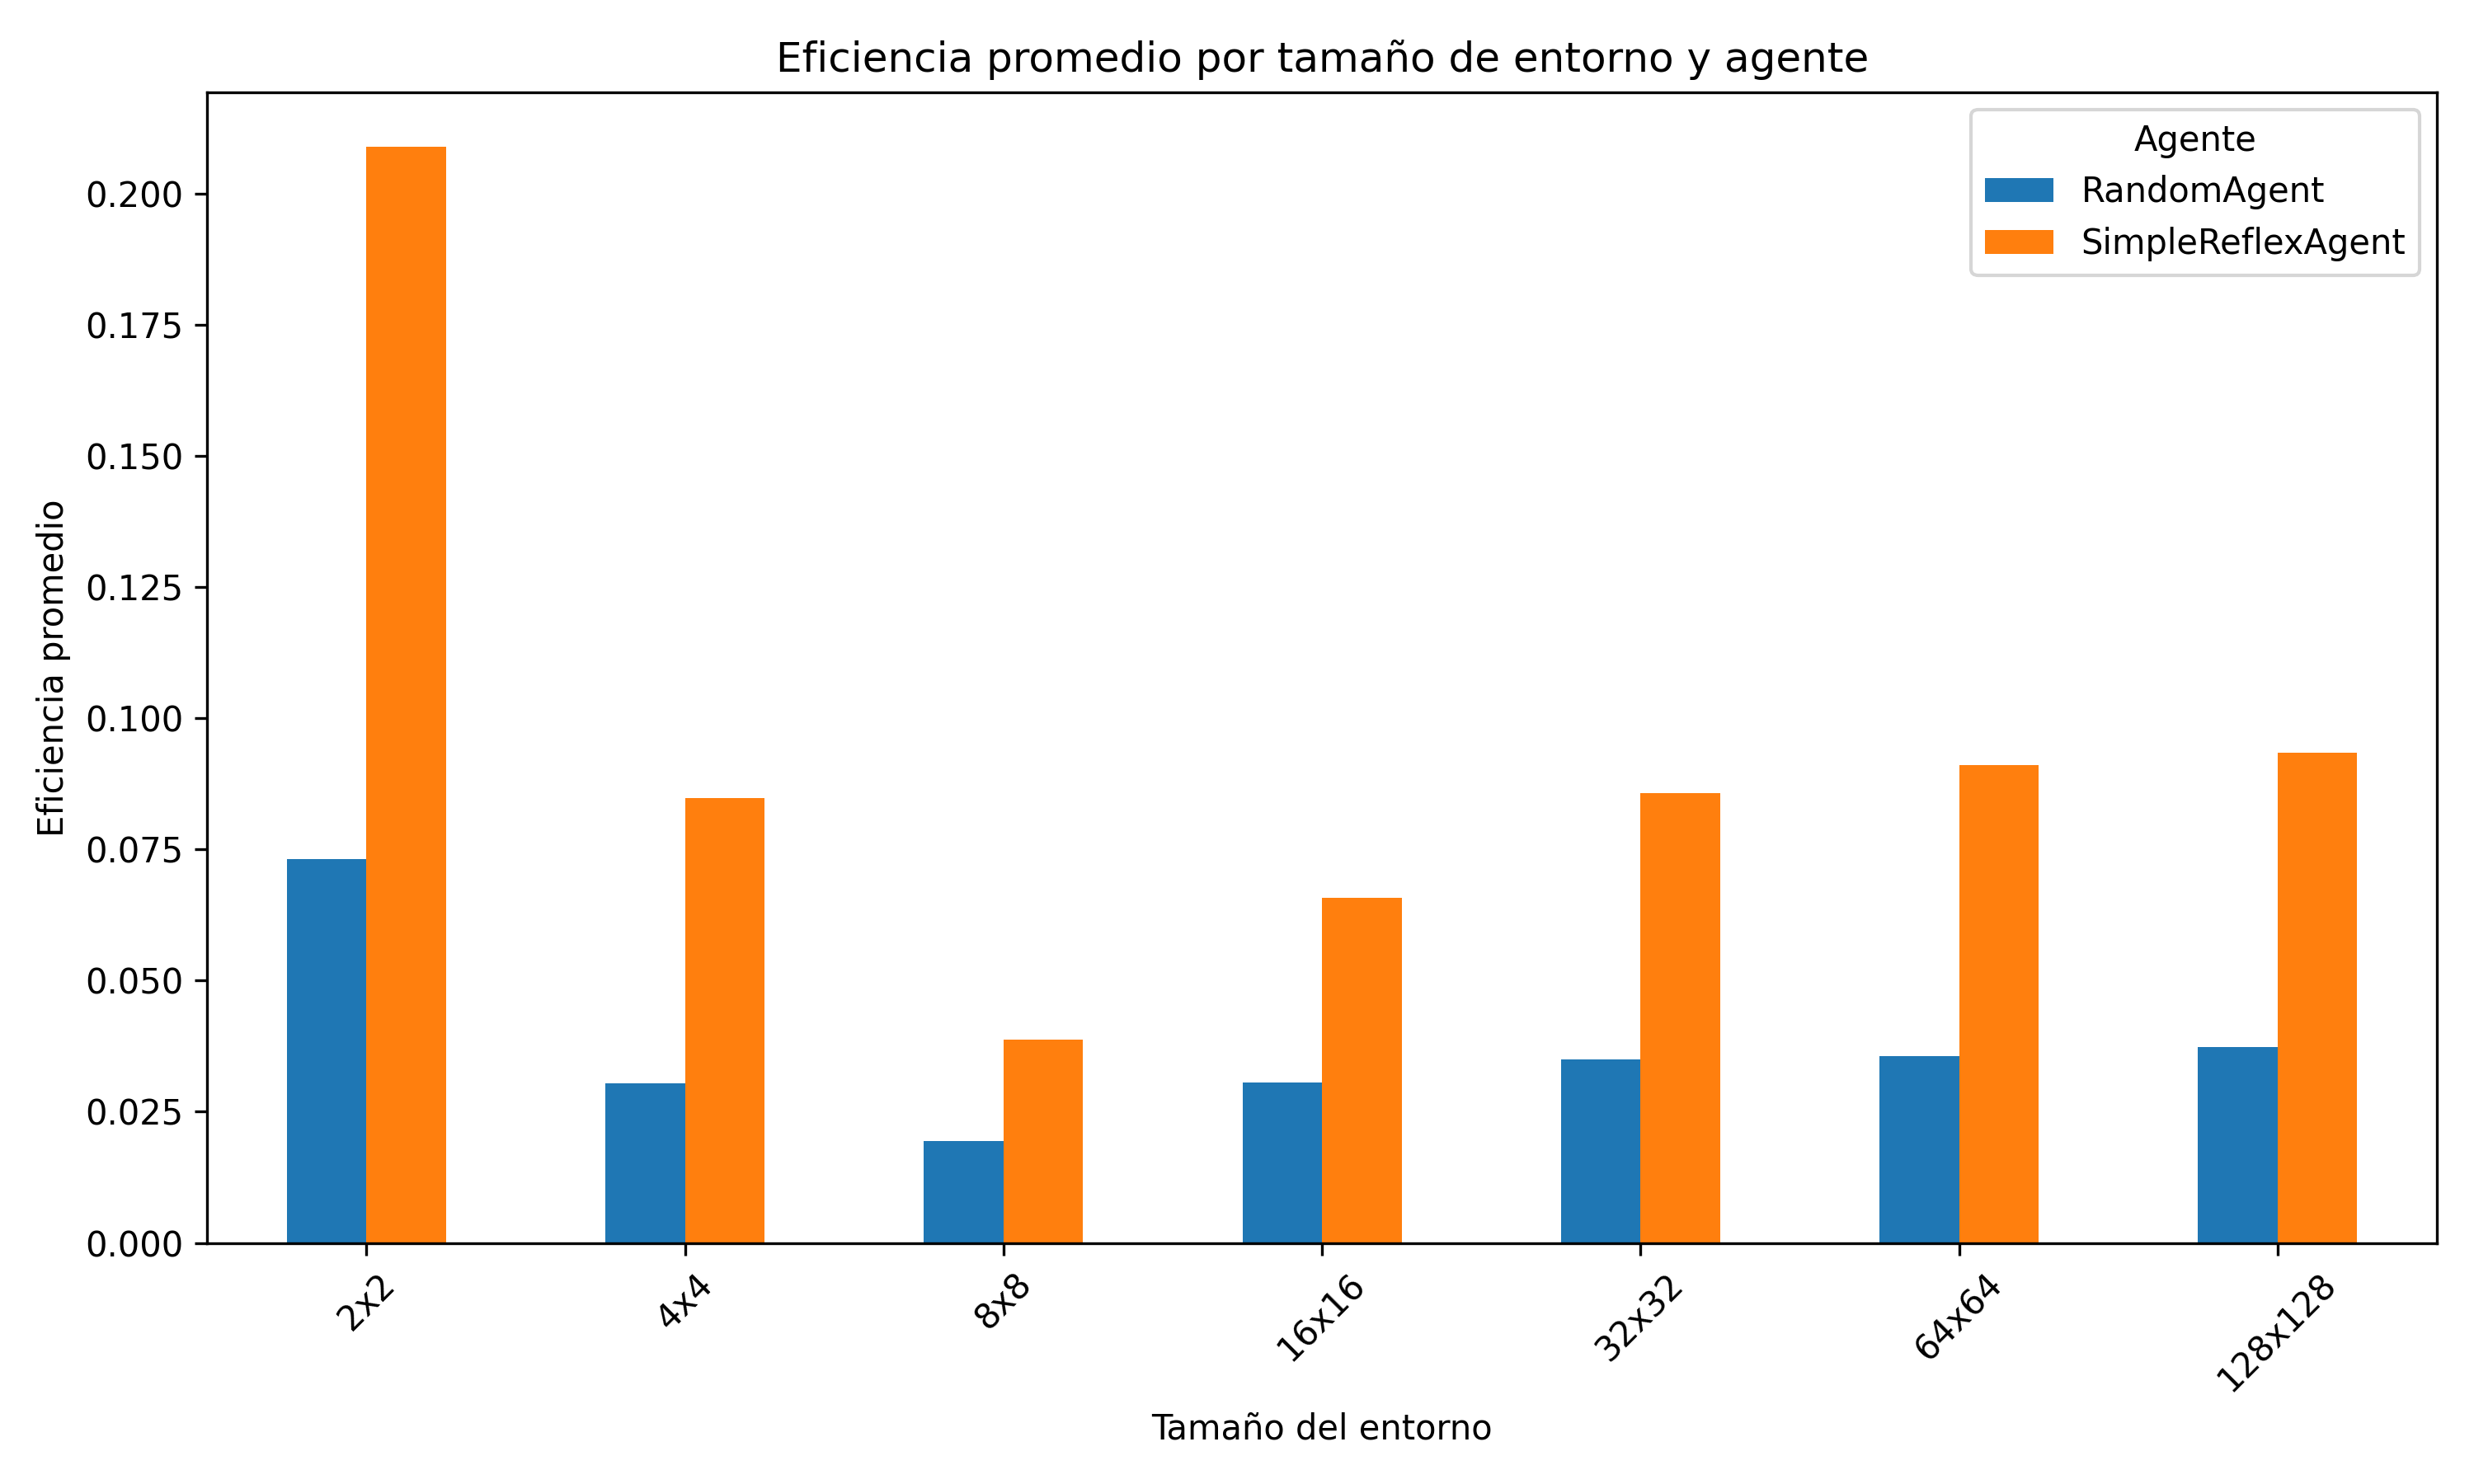 Eficiencia promedio por tamaño de entorno y agente
Agente
RandomAgent
SimpleReflexAgent
Eficiencia promedio
0.200
0.175
0.150
0.125
0.100
0.075
0.050
0.025
0.000
2x2
4x4
8x8
16x16
32x32
64x64
128x128
Tamaño del entorno